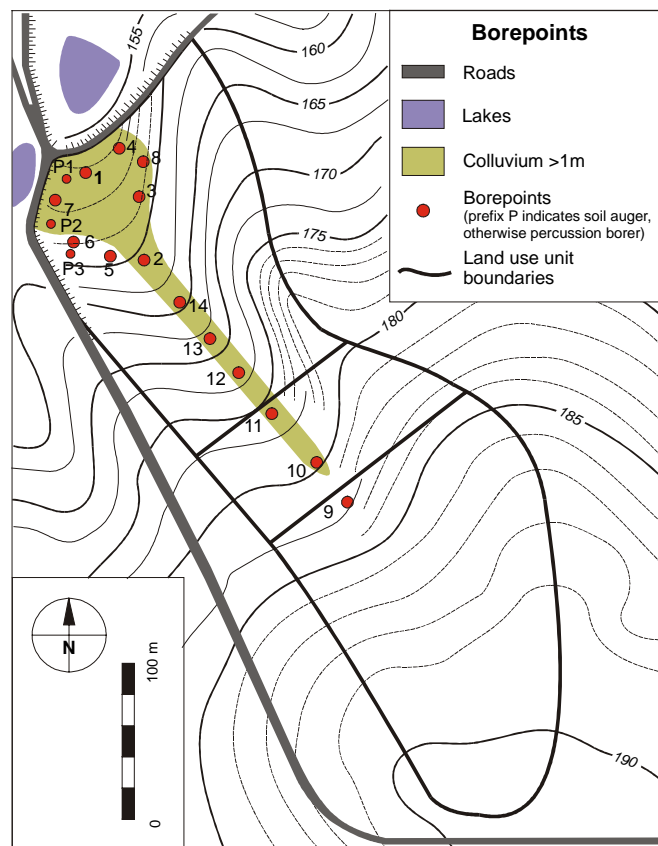 Borepoints
Roads
Lakes
Colluvium >1m
Borepoints
(prefix P indicates soil auger,
otherwise percussion borer)
Land use unit
boundaries
155
160
165
170
175
180
185
190
4
8
P1
1
3
7
P2
6
P3
5
2
14
13
12
11
10
9
N
100 m
0